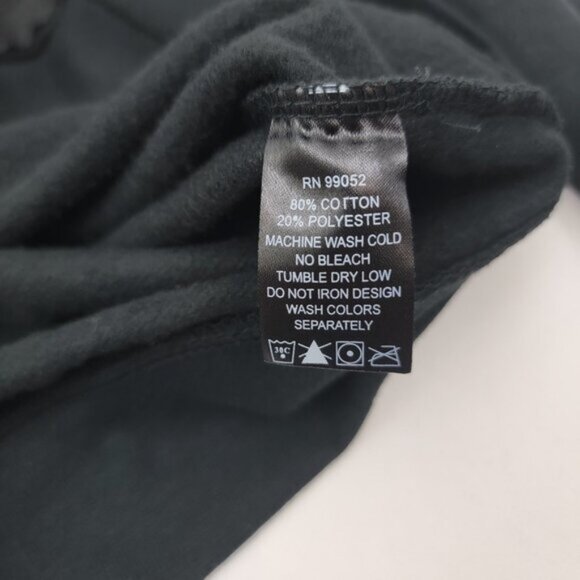 RN 99052
80% COTTON
20% POLYESTER
MACHINE WASH COLD
NO BLEACH
TUMBLE DRY LOW
DO NOT IRON DESIGN
WASH COLORS
SEPARATELY
30C